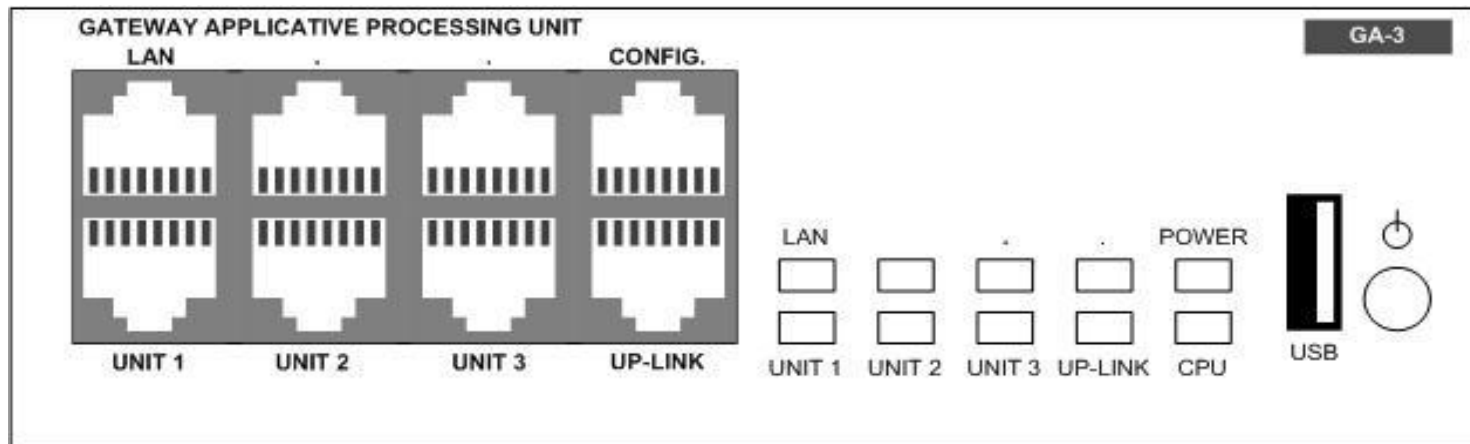 GATEWAY APPLICATIVE PROCESSING UNIT
GA-3
LAN . . CONFIG.
UNIT 1 UNIT 2 UNIT 3 UP-LINK
LAN . . POWER
UNIT 1 UNIT 2 UNIT 3 UP-LINK CPU
USB